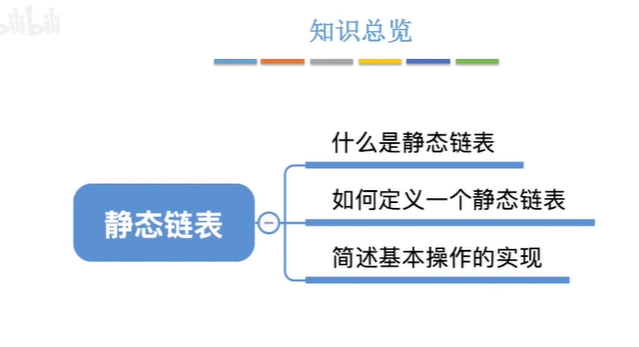 知识总览
什么是静态链表
静态链表
如何定义一个静态链表
简述基本操作的实现